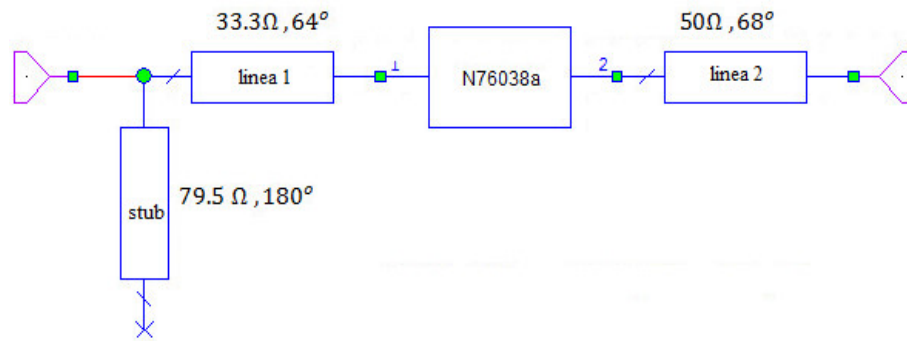 33.3Ω,64°
50Ω,68°
linea 1
1
N76038a
2
linea 2
stub
79.5 Ω ,180°